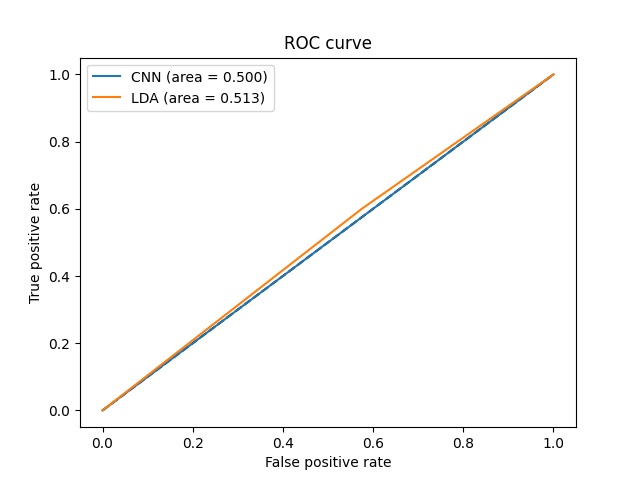 ROC curve
CNN (area = 0.500)
LDA (area = 0.513)
True positive rate
1.0
0.8
0.6
0.4
0.2
0.0
0.0 0.2 0.4 0.6 0.8 1.0
False positive rate